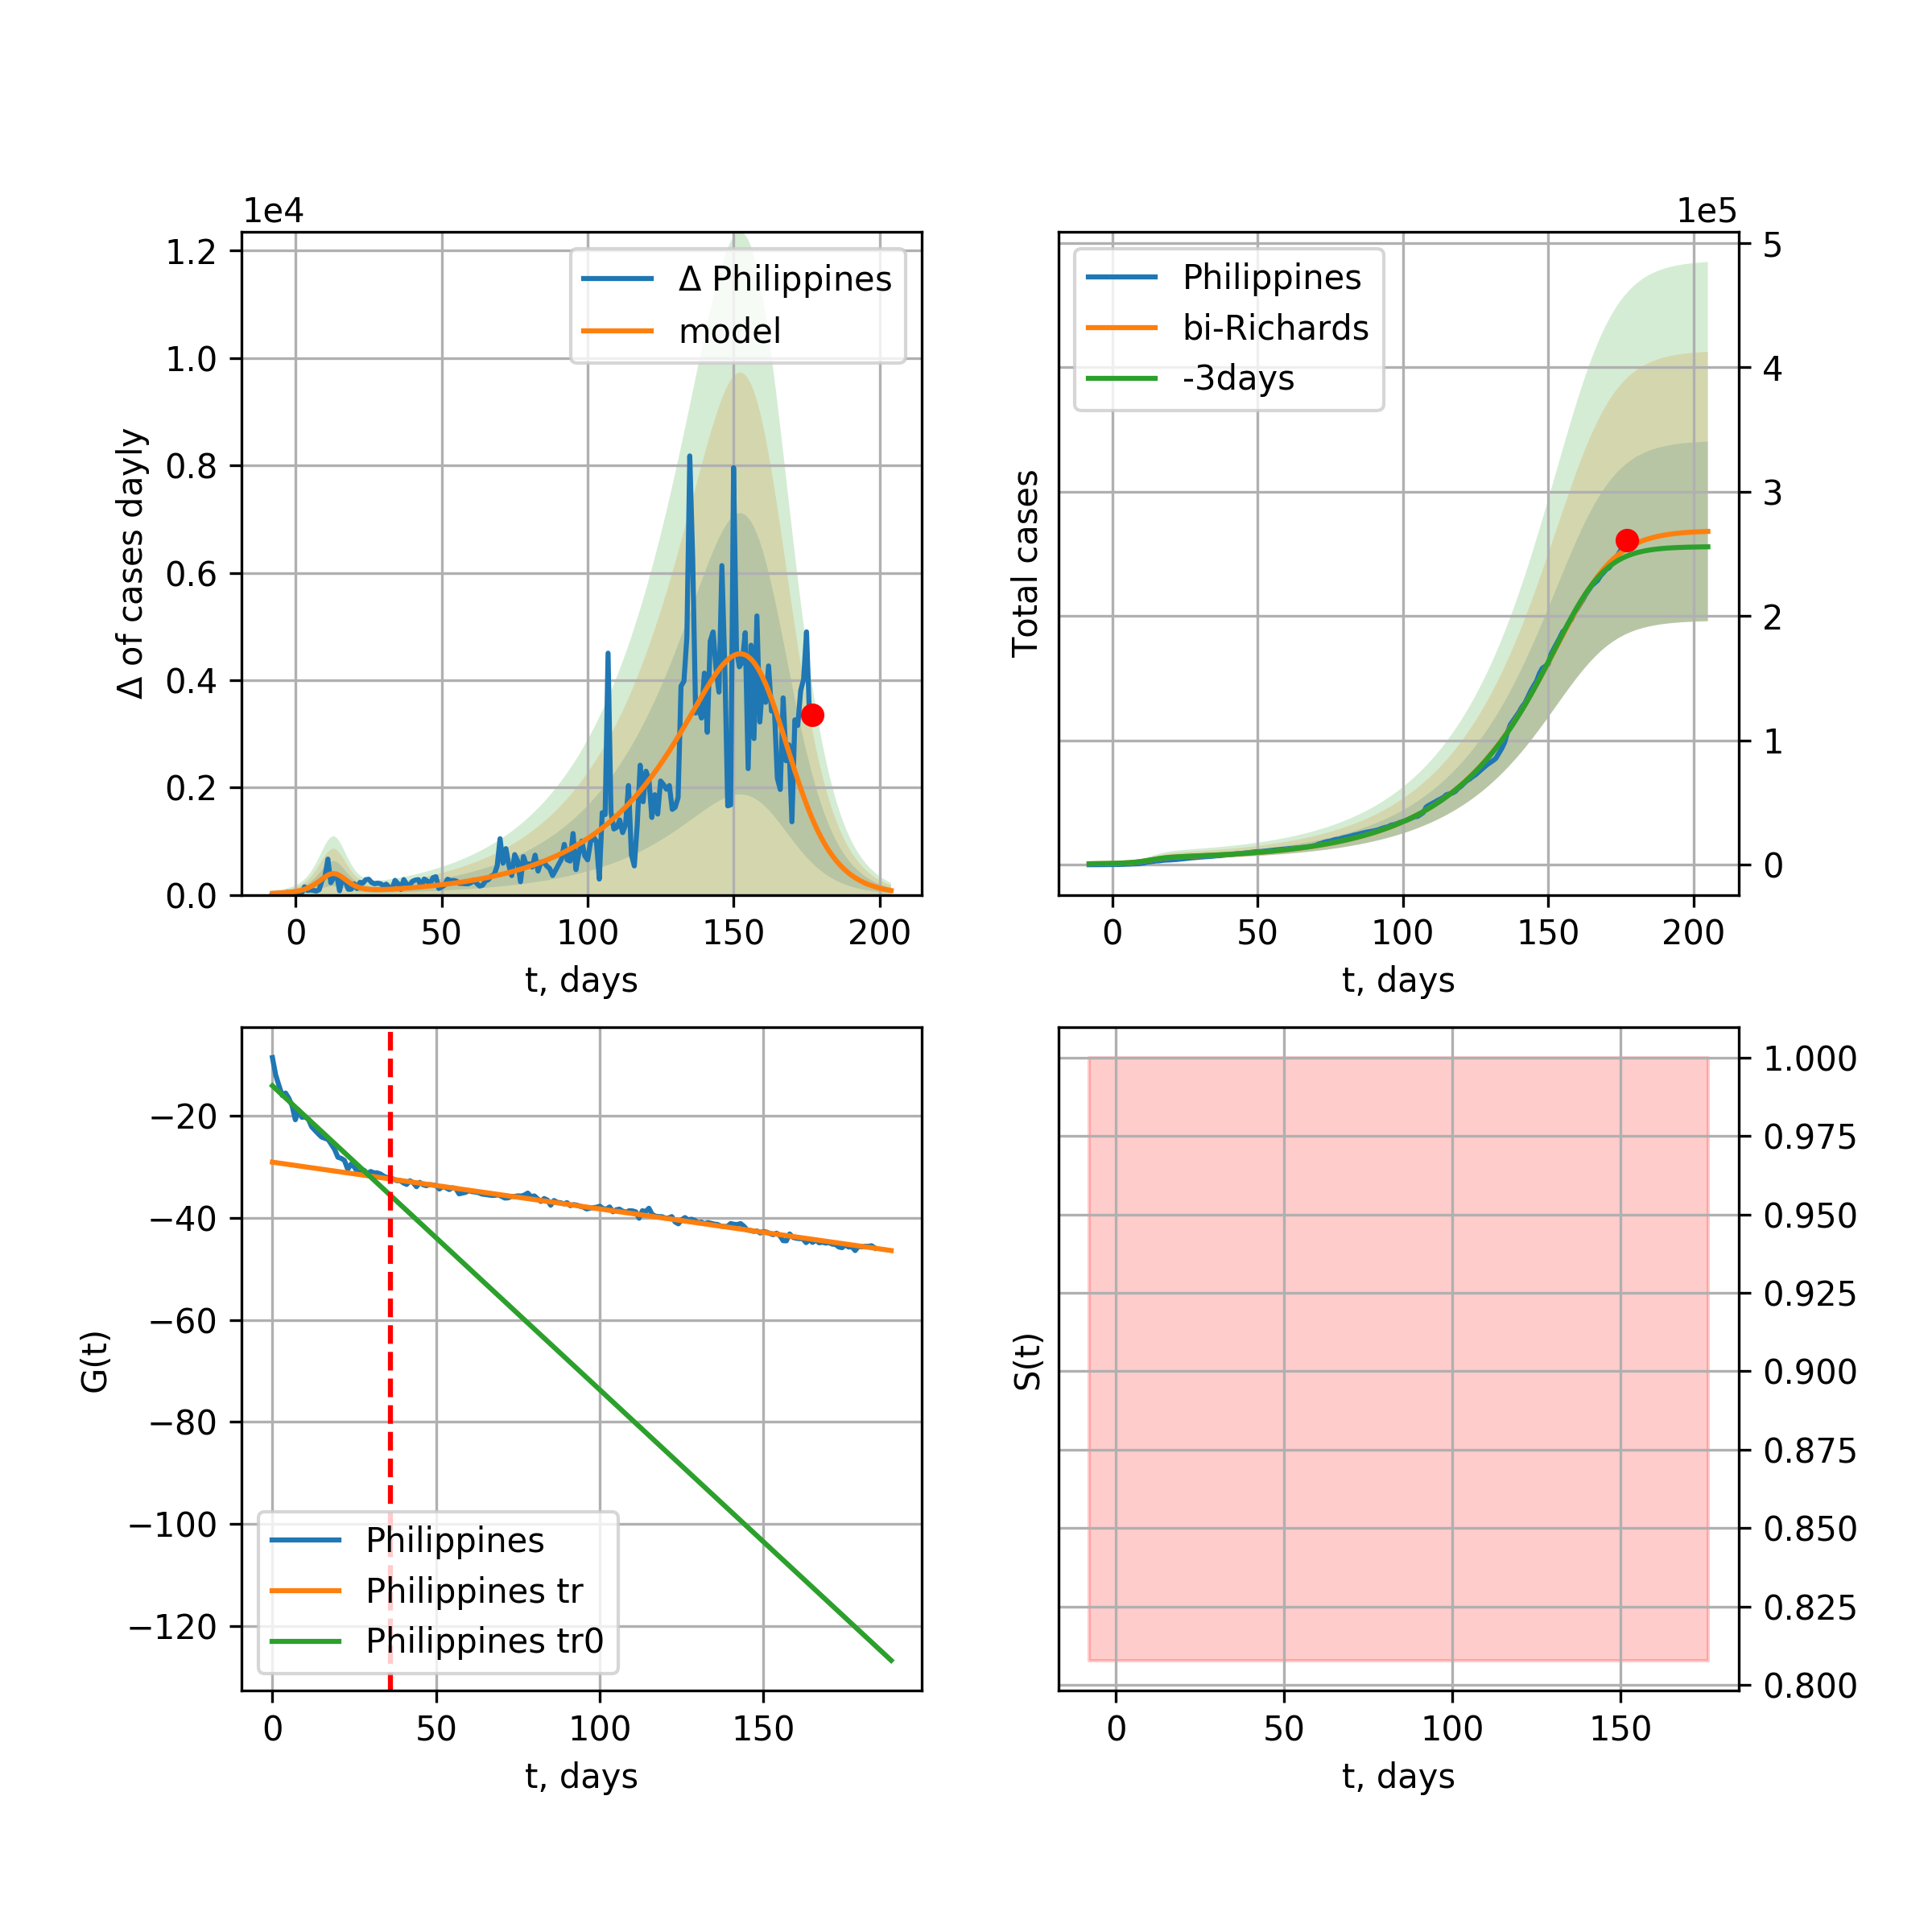 1e4
1.2
1.0
0.8
0.6
0.4
0.2
0.0
Δ of cases dayly
Δ Philippines
model
0 50 100 150 200
t, days
1e5
5
4
3
2
1
0
Total cases
Philippines
bi-Richards
-3days
0 50 100 150 200
t, days
−20
−40
−60
−80
−100
−120
G(t)
Philippines
Philippines tr
Philippines tr0
0 50 100 150
t, days
1.000
0.975
0.950
0.925
0.900
0.875
0.850
0.825
0.800
S(t)
0 50 100 150
t, days